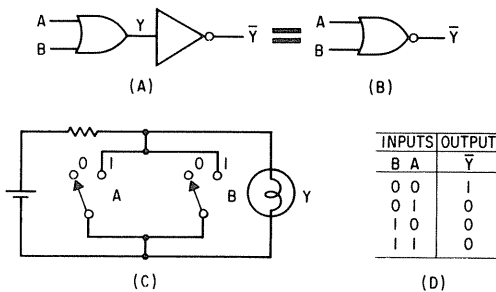 A
B
Y
Ȳ
(A)
A
B
Ȳ
(B)
0 1
A
0 1
B
Y
(C)
INPUTS OUTPUT
B A Ȳ
0 0 1
0 1 0
1 0 0
1 1 0
(D)